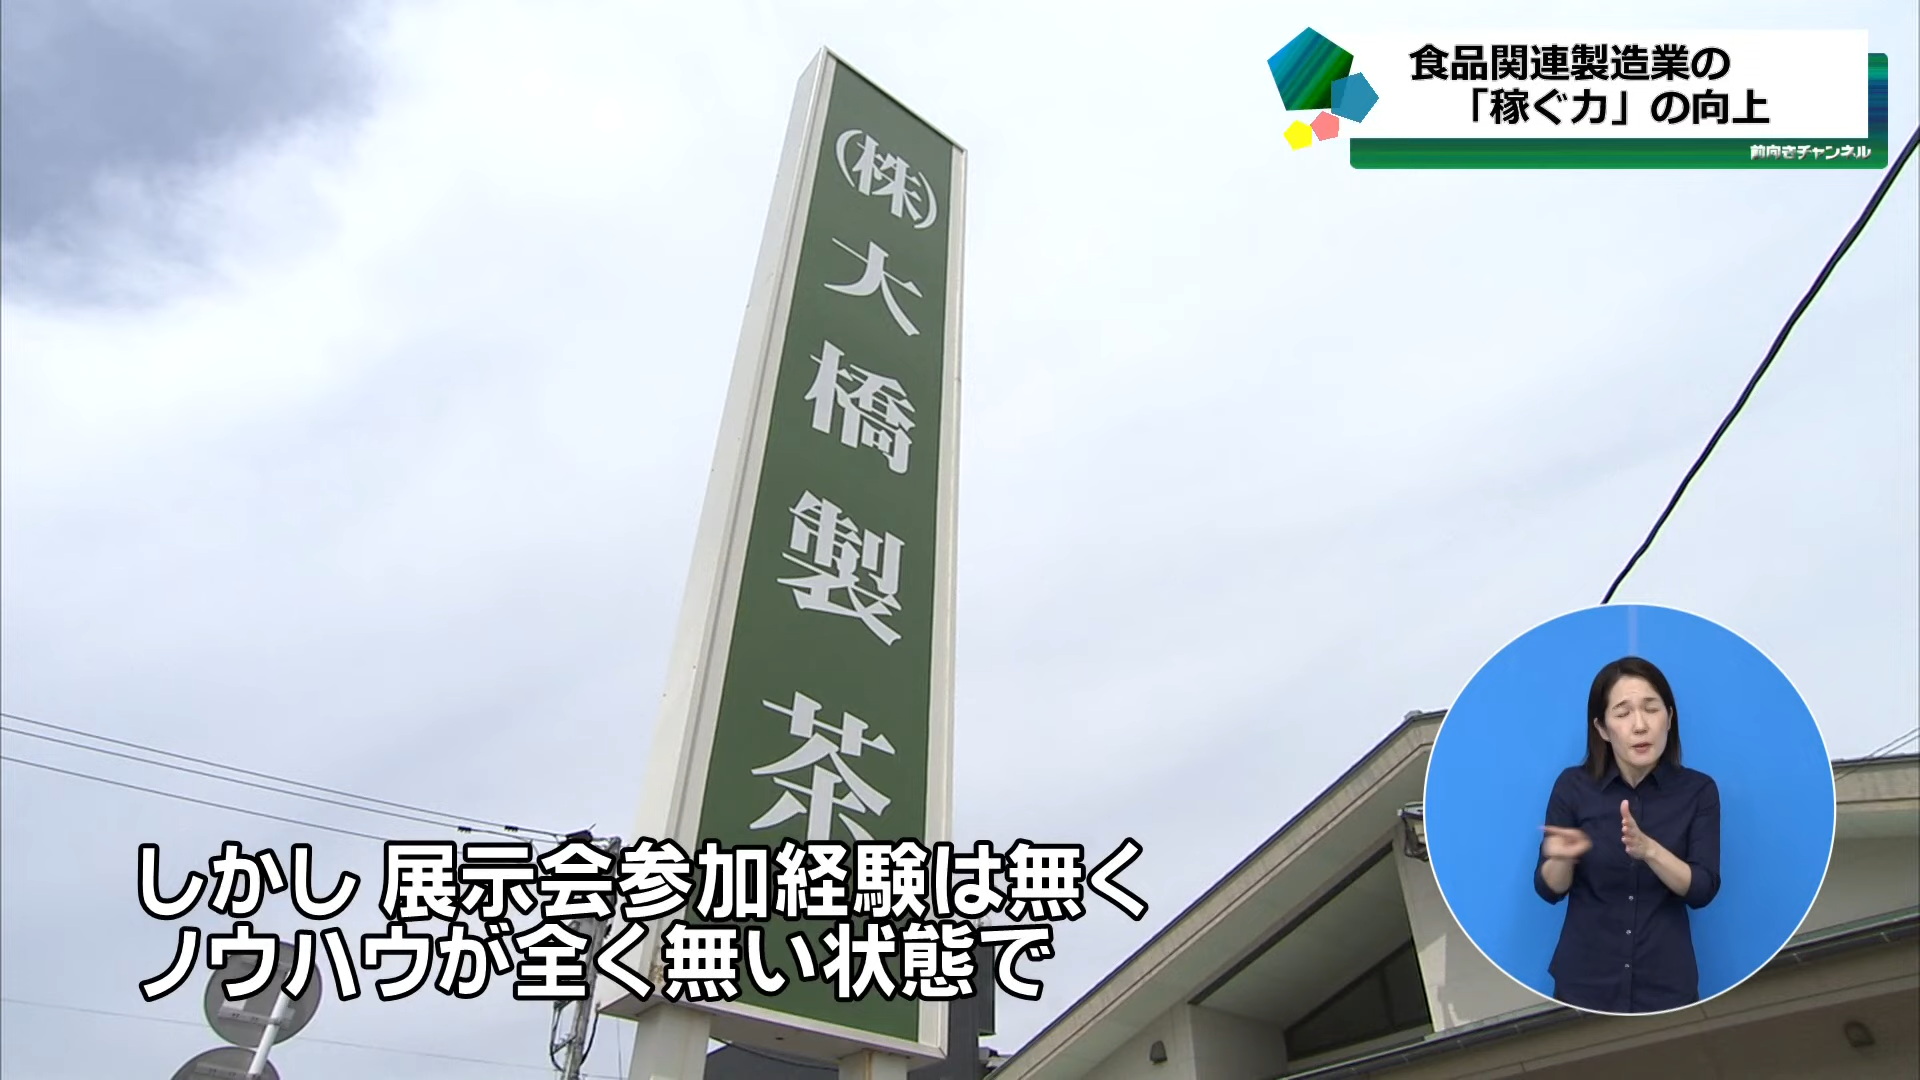 食品関連製造業の
「稼ぐ力」の向上
前向きチャンネル
㈱大橋製茶
しかし 展示会参加経験は無く
ノウハウが全く無い状態で